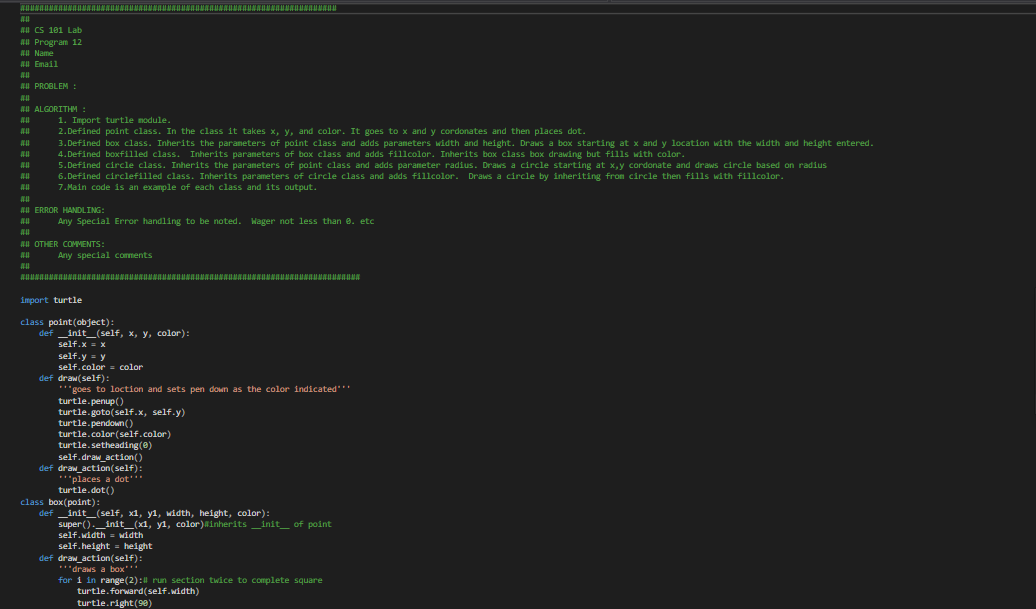 ###################################################################
##
## CS 101 Lab
## Program 12
## Name
## Email
##
## PROBLEM :
##
## ALGORITHM :
##      1. Import turtle module.
##      2.Defined point class. In the class it takes x, y, and color. It goes to x and y cordonates and then places dot.
##      3.Defined box class. Inherits the parameters of point class and adds parameters width and height. Draws a box starting at x and y location with the width and height entered.
##      4.Defined boxfilled class.  Inherits parameters of box class and adds fillcolor. Inherits box class box drawing but fills with color.
##      5.Defined circle class. Inherits the parameters of point class and adds parameter radius. Draws a circle starting at x,y cordonate and draws circle based on radius
##      6.Defined circlefilled class. Inherits parameters of circle class and adds fillcolor.  Draws a circle by inheriting from circle then fills with fillcolor.
##      7.Main code is an example of each class and its output.
##
## ERROR HANDLING:
##      Any Special Error handling to be noted.  Wager not less than 0. etc
##
## OTHER COMMENTS:
##      Any special comments
##
########################################################################
import turtle
class point(object):
    def __init__(self, x, y, color):
        self.x = x
        self.y = y
        self.color = color
    def draw(self):
        '''goes to loction and sets pen down as the color indicated'''
        turtle.penup()
        turtle.goto(self.x, self.y)
        turtle.pendown()
        turtle.color(self.color)
        turtle.setheading(0)
        self.draw_action()
    def draw_action(self):
        '''places a dot'''
        turtle.dot()
class box(point):
    def __init__(self, x1, y1, width, height, color):
        super().__init__(x1, y1, color)#inherits __init__ of point
        self.width = width
        self.height = height
    def draw_action(self):
        '''draws a box'''
        for i in range(2):# run section twice to complete square
            turtle.forward(self.width)
            turtle.right(90)